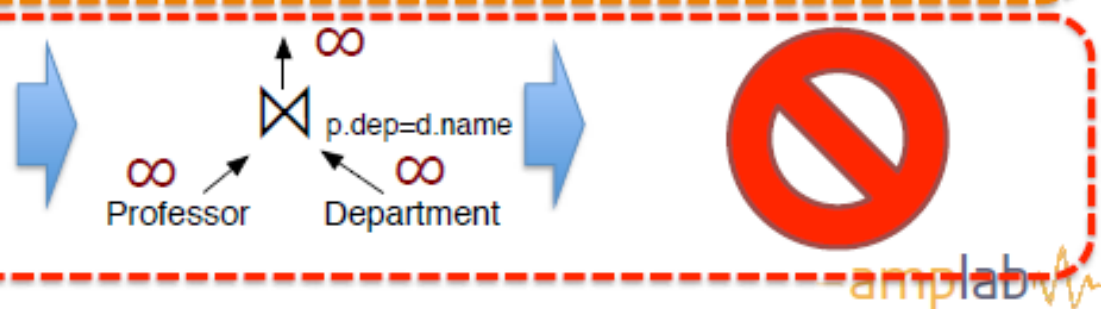 ∞
⋈ p.dep=d.name
∞ ∞
Professor Department
amplab